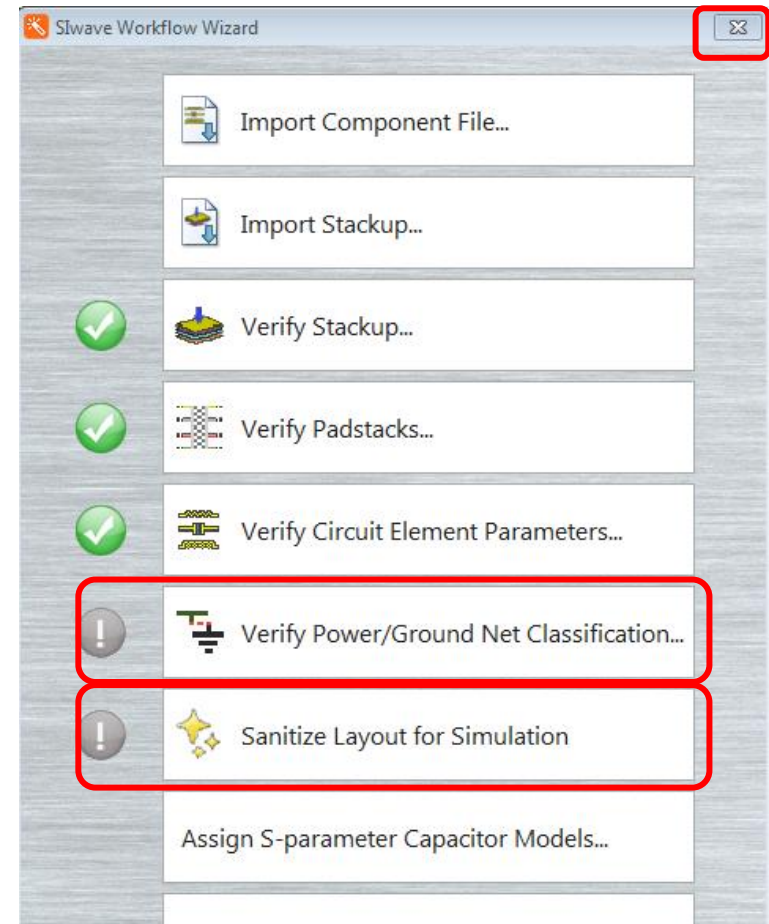 SIwave Workflow Wizard
Import Component File...
Import Stackup...
Verify Stackup...
Verify Padstacks...
Verify Circuit Element Parameters...
Verify Power/Ground Net Classification...
Sanitize Layout for Simulation
Assign S-parameter Capacitor Models...